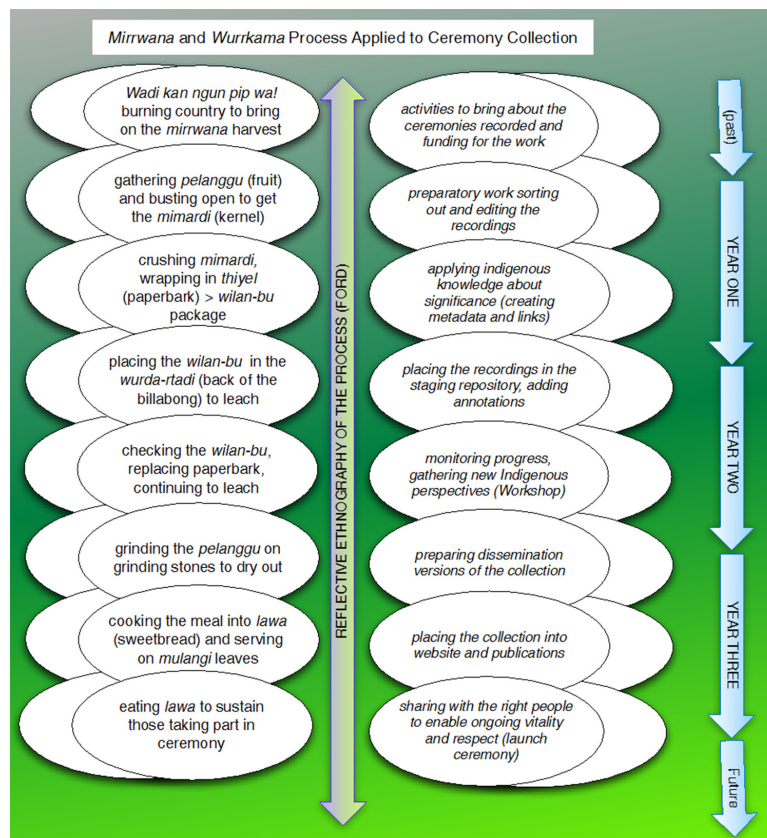 Mirrwana and Wurrkama Process Applied to Ceremony Collection
Wadi kan ngun pip wa!
burning country to bring
on the mirrwana harvest
gathering pelanggu (fruit)
and busting open to get
the mimardi (kernel)
crushing mimardi,
wrapping in thiyel
(paperbark) > wilan-bu
package
placing the wilan-bu in the
wurda-rtadi (back of the
billabong) to leach
checking the wilan-bu,
replacing paperbark,
continuing to leach
grinding the pelanggu on
grinding stones to dry out
cooking the meal into lawa
(sweetbread) and serving
on mulangi leaves
eating lawa to sustain
those taking part in
ceremony
REFLECTIVE ETHNOGRAPHY OF THE PROCESS (FORD)
activities to bring about the
ceremonies recorded and
funding for the work
preparatory work sorting
out and editing the
recordings
applying indigenous
knowledge about
significance (creating
metadata and links)
placing the recordings in the
staging repository, adding
annotations
monitoring progress,
gathering new Indigenous
perspectives (Workshop)
preparing dissemination
versions of the collection
placing the collection into
website and publications
sharing with the right people
to enable ongoing vitality
and respect (launch
ceremony)
(past)
YEAR ONE
YEAR TWO
YEAR THREE
Future